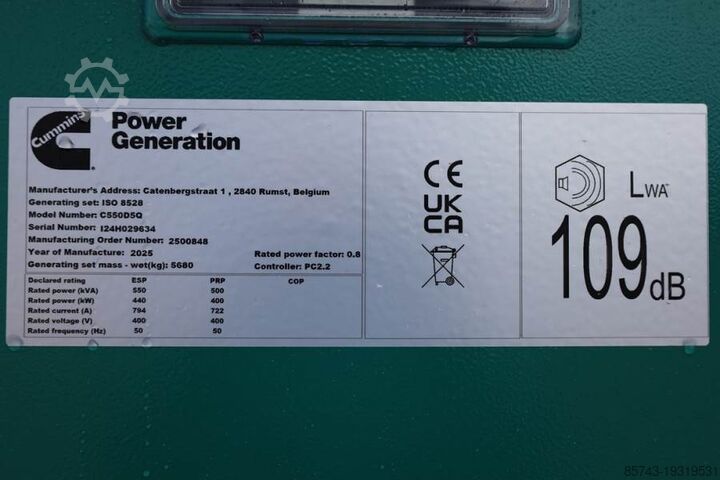 Cummins
Power
Generation
Manufacturer's Address: Catenbergstraat 1 , 2840 Rumst, Belgium
Generating set: ISO 8528
Model Number: C550D5Q
Serial Number: I24H029634
Manufacturing Order Number: 2500848
Year of Manufacture: 2025 Rated power factor: 0.8
Generating set mass - wet(kg): 5680 Controller: PC2.2
Declared rating ESP PRP COP
Rated power (kVA) 550 500
Rated power (kW) 440 400
Rated current (A) 794 722
Rated voltage (V) 400 400
Rated frequency (Hz) 50 50
CE
UK
CA
LWA
109dB
85743-19319531